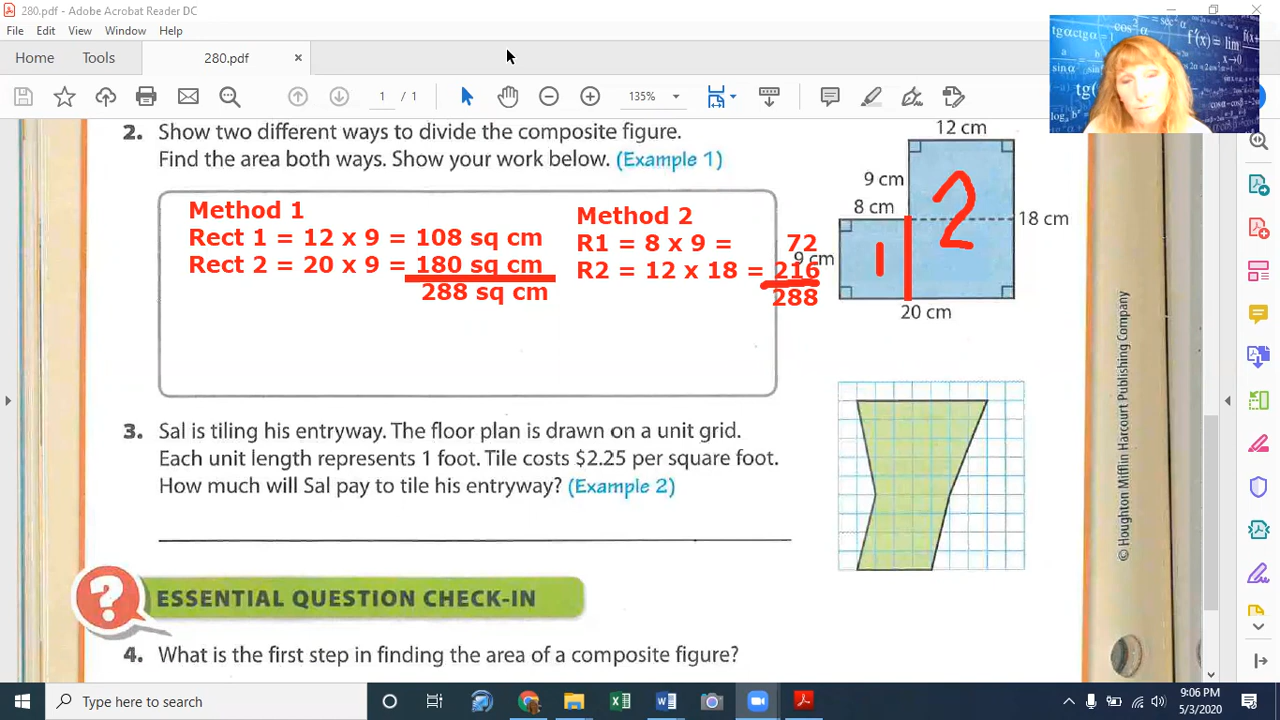 280.pdf - Adobe Acrobat Reader DC
File Edit View Window Help
Home Tools 280.pdf ×
1 / 1 135%
2. Show two different ways to divide the composite figure.
Find the area both ways. Show your work below. (Example 1)
Method 1
Rect 1 = 12 x 9 = 108 sq cm
Rect 2 = 20 x 9 = 180 sq cm
288 sq cm
Method 2
R1 = 8 x 9 = 72
R2 = 12 x 18 = 216
288
12 cm
9 cm
8 cm
18 cm
9 cm
20 cm
1
2
3. Sal is tiling his entryway. The floor plan is drawn on a unit grid.
Each unit length represents 1 foot. Tile costs $2.25 per square foot.
How much will Sal pay to tile his entryway? (Example 2)
© Houghton Mifflin Harcourt Publishing Company
? ESSENTIAL QUESTION CHECK-IN
4. What is the first step in finding the area of a composite figure?
Type here to search
9:06 PM
5/3/2020